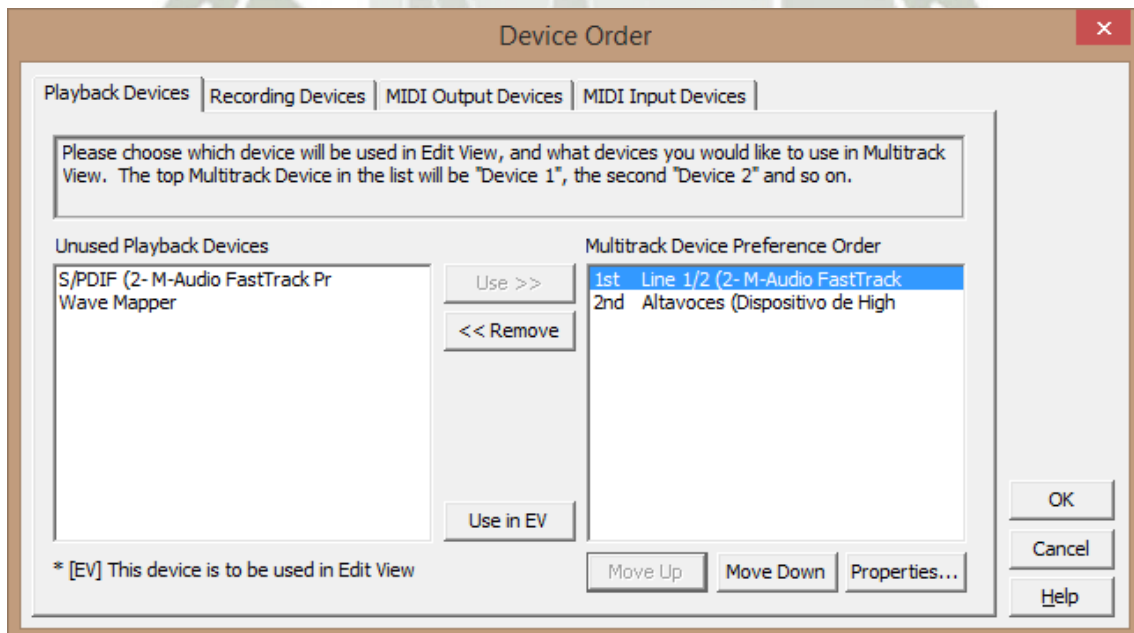 Device Order
Playback Devices
Recording Devices
MIDI Output Devices
MIDI Input Devices
Please choose which device will be used in Edit View, and what devices you would like to use in Multitrack
View. The top Multitrack Device in the list will be "Device 1", the second "Device 2" and so on.
Unused Playback Devices
S/PDIF (2- M-Audio FastTrack Pr
Wave Mapper
Use >>
<< Remove
Use in EV
Multitrack Device Preference Order
1st Line 1/2 (2- M-Audio FastTrack
2nd Altavoces (Dispositivo de High
* [EV] This device is to be used in Edit View
Move Up
Move Down
Properties...
OK
Cancel
Help